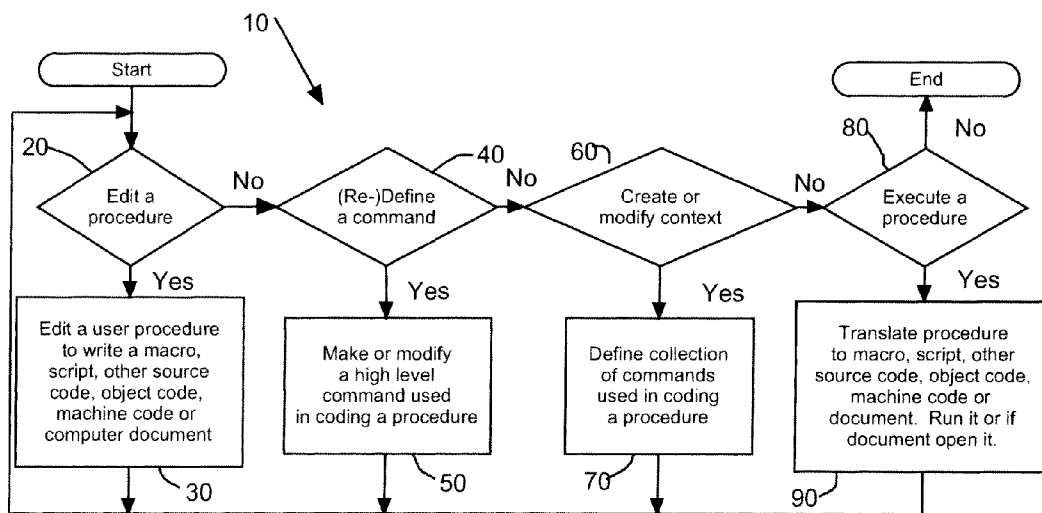 10
Start
End
20
40
60
80
No
No
No
No
Edit a
procedure
(Re-)Define
a command
Create or
modify context
Execute a
procedure
Yes
Yes
Yes
Yes
Edit a user procedure
to write a macro,
script, other source
code, object code,
machine code or
computer document
Make or modify
a high level
command used
in coding a procedure
Define collection
of commands
used in coding
a procedure
Translate procedure
to macro, script, other
source code, object code,
machine code or
document. Run it or if
document open it.
30
50
70
90